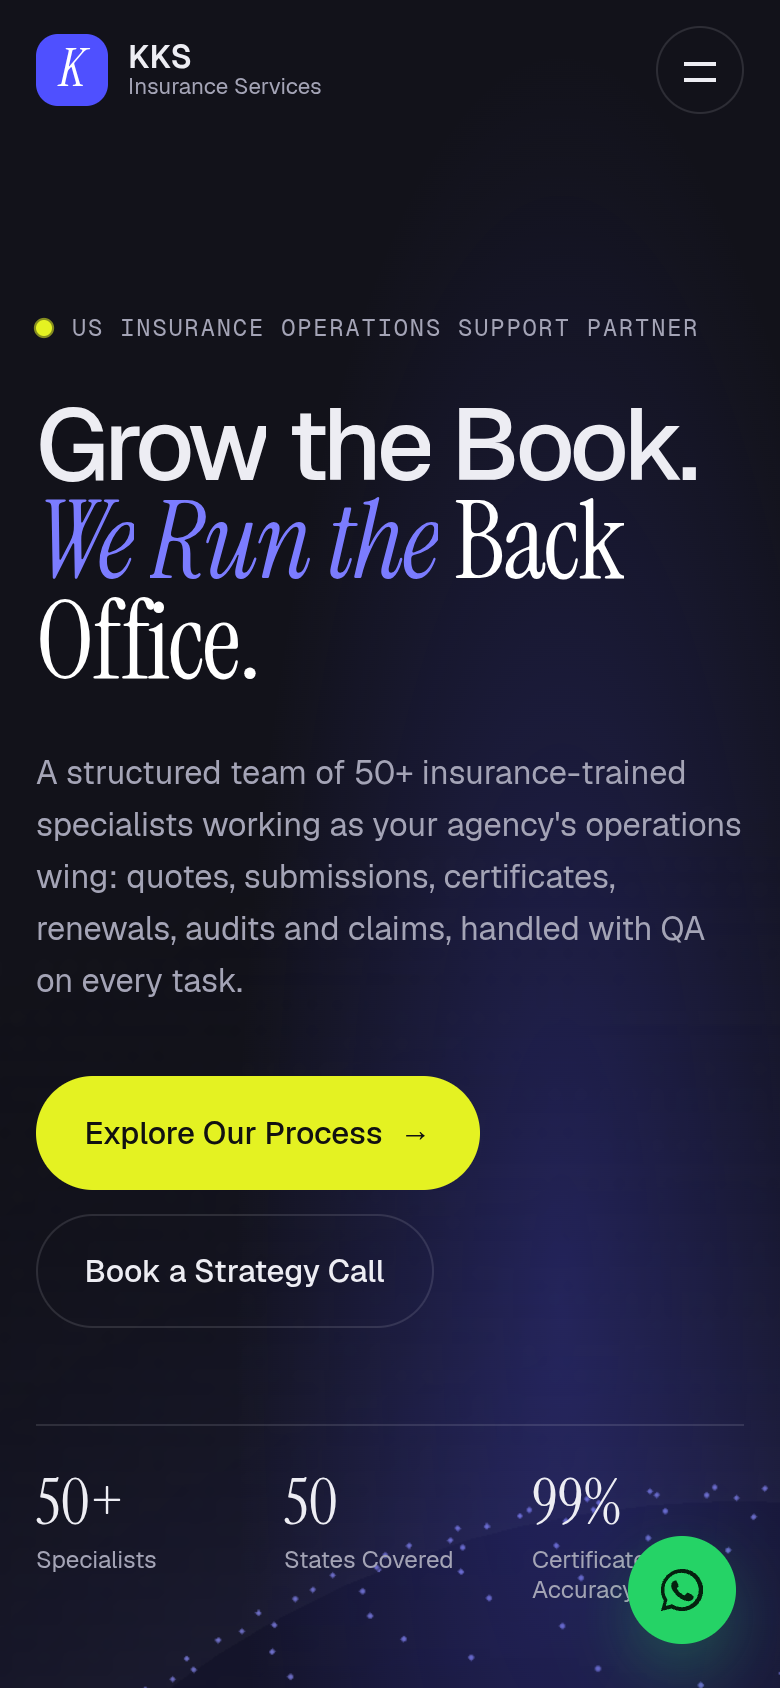 K
KKS
Insurance Services
US INSURANCE OPERATIONS SUPPORT PARTNER
Grow the Book.
We Run the Back
Office.
A structured team of 50+ insurance-trained
specialists working as your agency's operations
wing: quotes, submissions, certificates,
renewals, audits and claims, handled with QA
on every task.
Explore Our Process →
Book a Strategy Call
50+
Specialists
50
States Covered
99%
Certificate
Accuracy